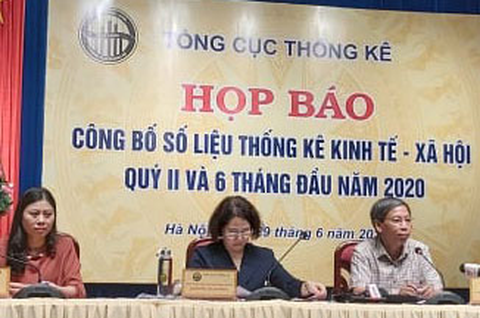 TỔNG CỤC THỐNG KÊ
HỌP BÁO
CÔNG BỐ SỐ LIỆU THỐNG KÊ KINH TẾ - XÃ HỘI
QUÝ II VÀ 6 THÁNG ĐẦU NĂM 2020
Hà Nội, 29 tháng 6 năm